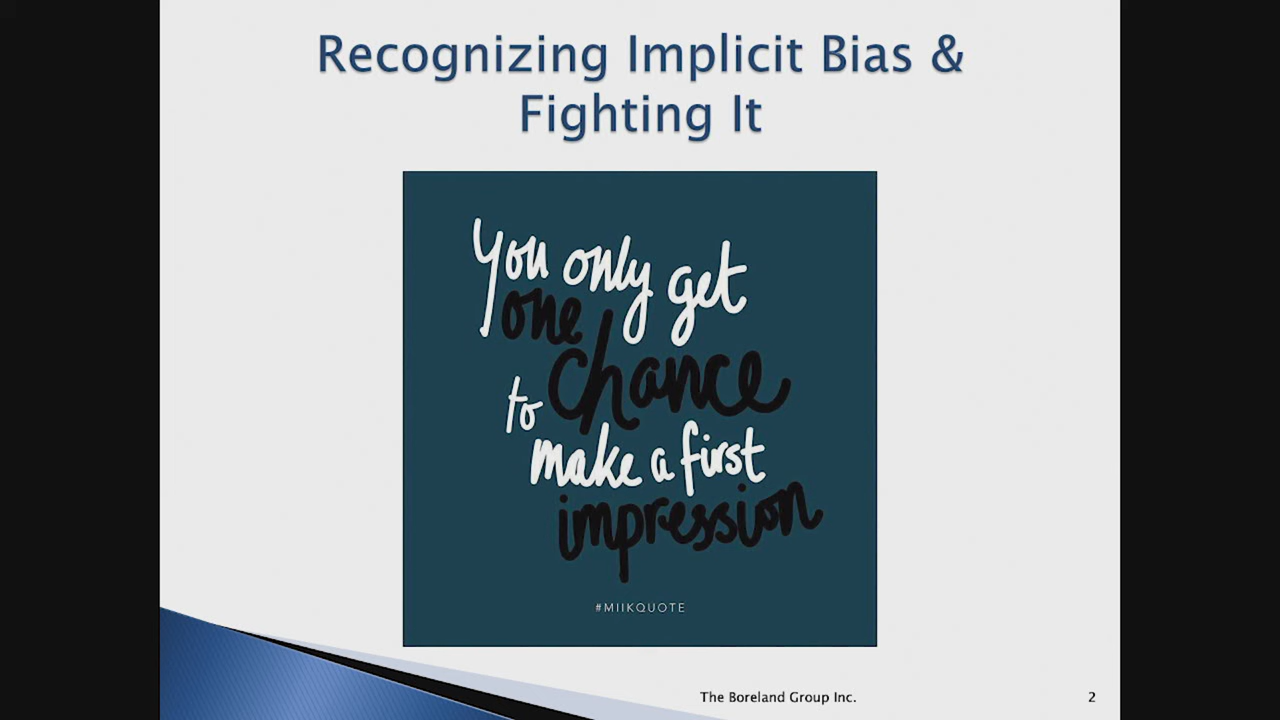 Recognizing Implicit Bias &
Fighting It
You only get
one
chance
to
make a first
impression
#MIIKQUOTE
The Boreland Group Inc.
2